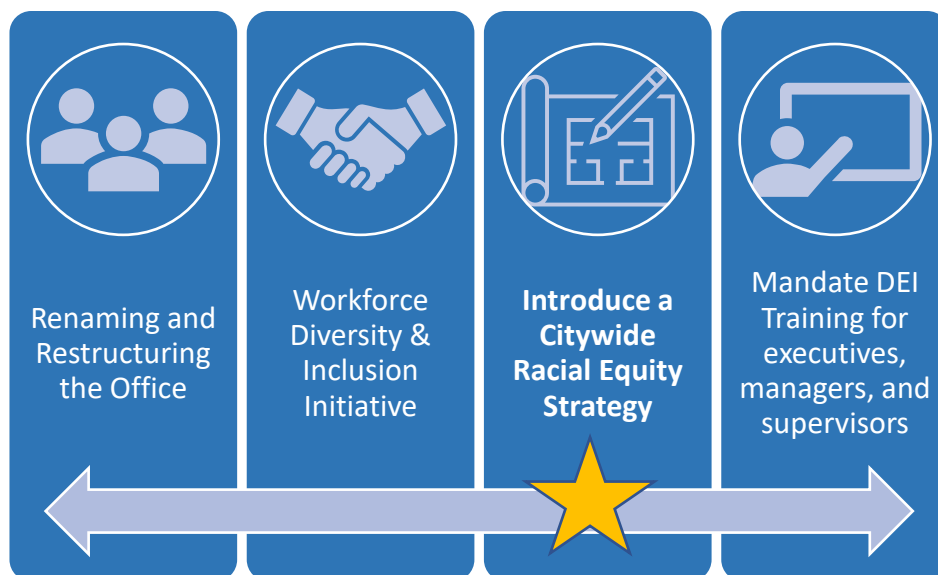 Renaming and
Restructuring
the Office
Workforce
Diversity &
Inclusion
Initiative
Introduce a
Citywide
Racial Equity
Strategy
Mandate DEI
Training for
executives,
managers, and
supervisors